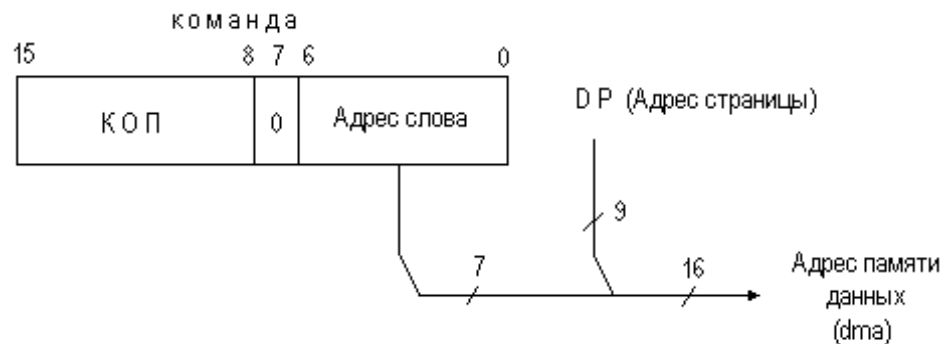 команда
15 8 7 6 0
КОП 0 Адрес слова
DP (Адрес страницы)
9
7 16
Адрес памяти
данных
(dma)